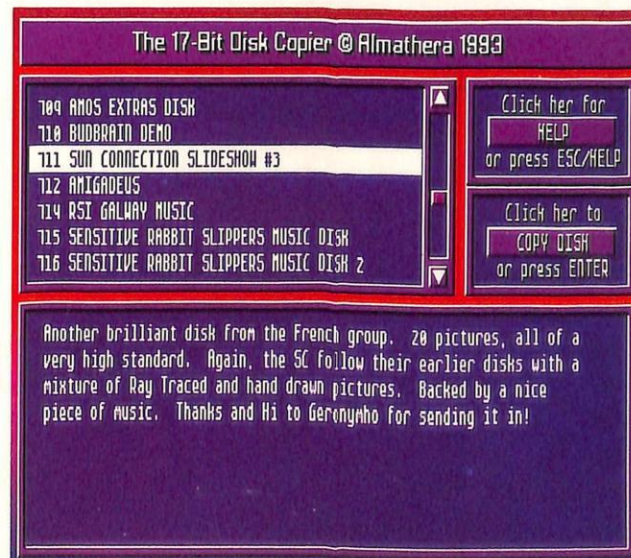 The 17-Bit Disk Copier © Almathera 1993
709 AMOS EXTRAS DISK
710 BUDBRAIN DEMO
711 SUN CONNECTION SLIDESHOW #3
712 AMIGADEUS
714 RSI GALWAY MUSIC
715 SENSITIVE RABBIT SLIPPERS MUSIC DISK
716 SENSITIVE RABBIT SLIPPERS MUSIC DISK 2
Click her for
HELP
or press ESC/HELP
Click her to
COPY DISK
or press ENTER
Another brilliant disk from the French group. 20 pictures, all of a
very high standard. Again, the SC follow their earlier disks with a
mixture of Ray Traced and hand drawn pictures. Backed by a nice
piece of music. Thanks and Hi to Geronymho for sending it in!